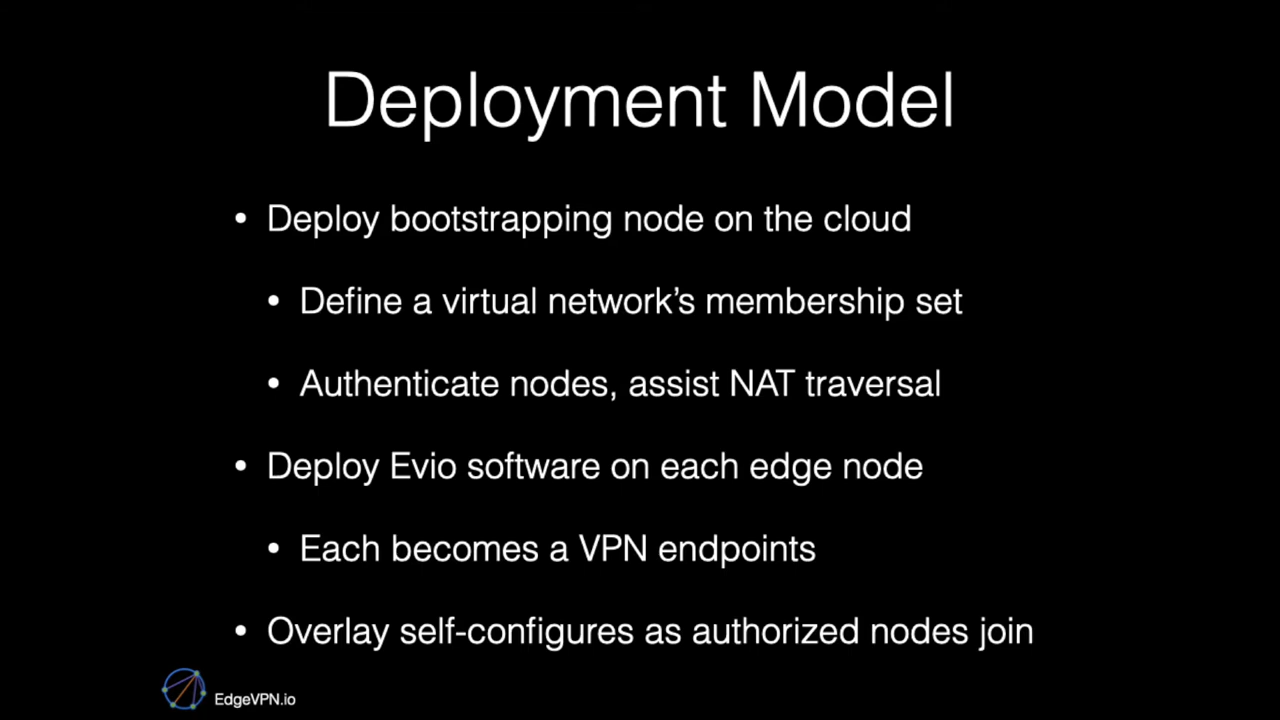 Deployment Model
• Deploy bootstrapping node on the cloud
• Define a virtual network’s membership set
• Authenticate nodes, assist NAT traversal
• Deploy Evio software on each edge node
• Each becomes a VPN endpoints
• Overlay self-configures as authorized nodes join
EdgeVPN.io